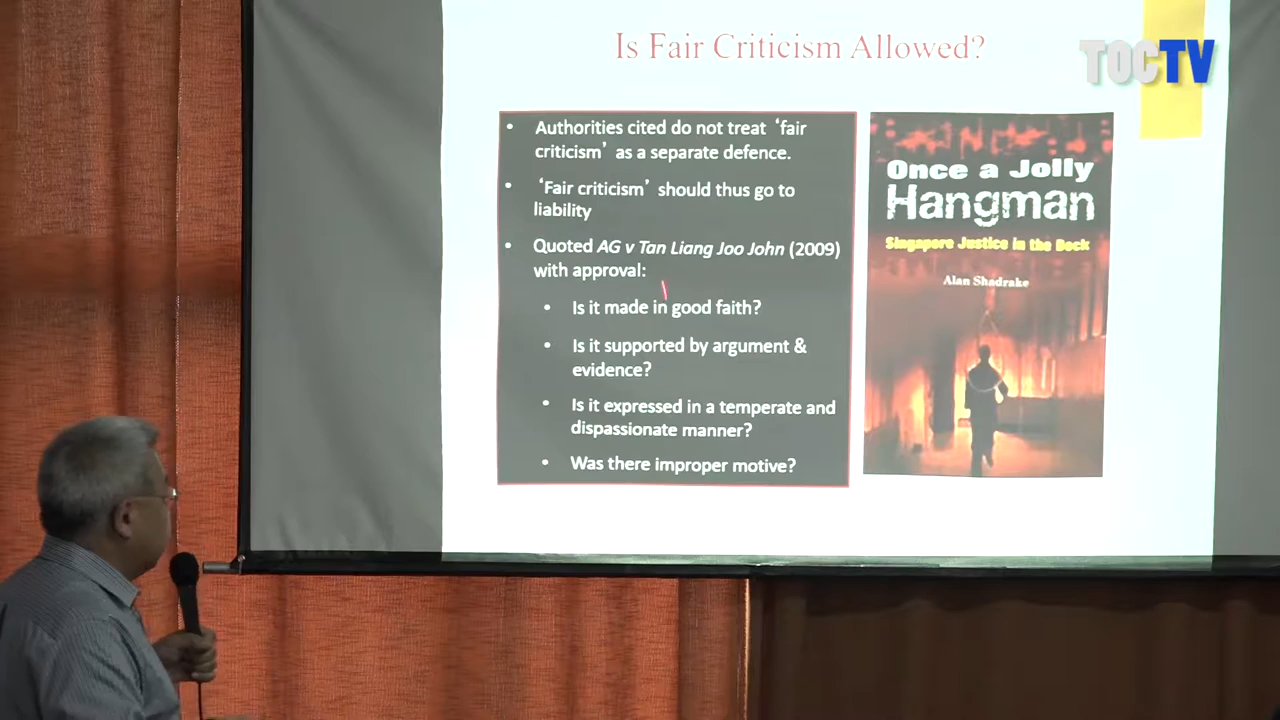 Is Fair Criticism Allowed?
TOCTV
• Authorities cited do not treat ‘fair
criticism’ as a separate defence.
• ‘Fair criticism’ should thus go to
liability
• Quoted AG v Tan Liang Joo John (2009)
with approval:
• Is it made in good faith?
• Is it supported by argument &
evidence?
• Is it expressed in a temperate and
dispassionate manner?
• Was there improper motive?
Once a Jolly
Hangman
Singapore Justice in the Dock
Alan Shadrake